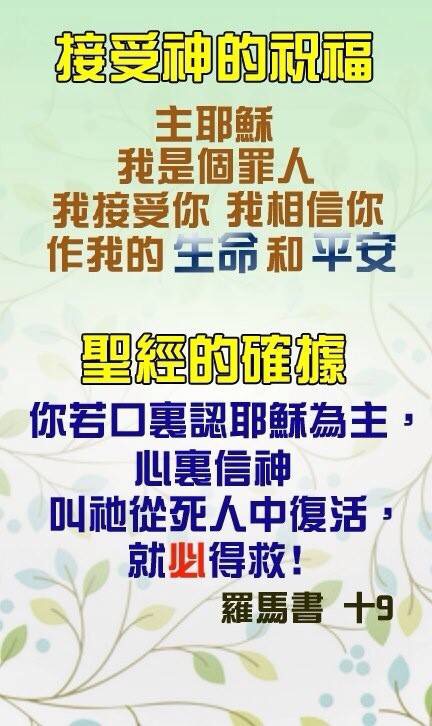 接受神的祝福
主耶穌
我是個罪人
我接受你 我相信你
作我的生命和平安
聖經的確據
你若口裏認耶穌為主，
心裏信神
叫祂從死人中復活，
就必得救！
羅馬書 十9